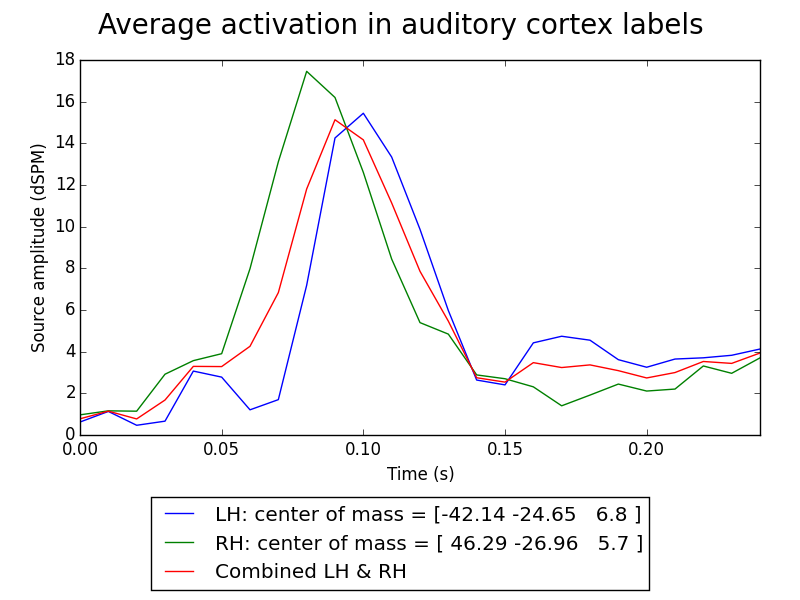 Average activation in auditory cortex labels
18
16
14
12
10
8
6
4
2
0
Source amplitude (dSPM)
0.00 0.05 0.10 0.15 0.20
Time (s)
LH: center of mass = [-42.14 -24.65   6.8 ]
RH: center of mass = [ 46.29 -26.96   5.7 ]
Combined LH & RH